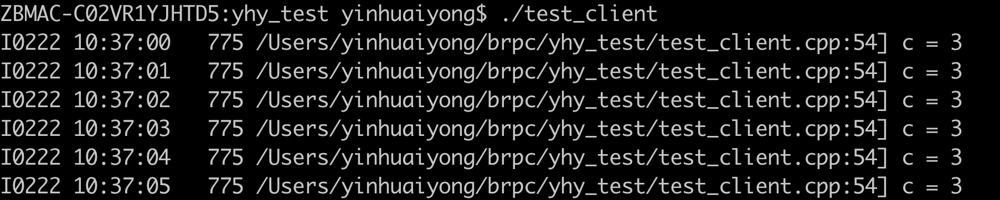 ZBMAC-C02VR1YJHTD5:yhy_test yinhuaiyong$ ./test_client
I0222 10:37:00   775 /Users/yinhuaiyong/brpc/yhy_test/test_client.cpp:54] c = 3
I0222 10:37:01   775 /Users/yinhuaiyong/brpc/yhy_test/test_client.cpp:54] c = 3
I0222 10:37:02   775 /Users/yinhuaiyong/brpc/yhy_test/test_client.cpp:54] c = 3
I0222 10:37:03   775 /Users/yinhuaiyong/brpc/yhy_test/test_client.cpp:54] c = 3
I0222 10:37:04   775 /Users/yinhuaiyong/brpc/yhy_test/test_client.cpp:54] c = 3
I0222 10:37:05   775 /Users/yinhuaiyong/brpc/yhy_test/test_client.cpp:54] c = 3